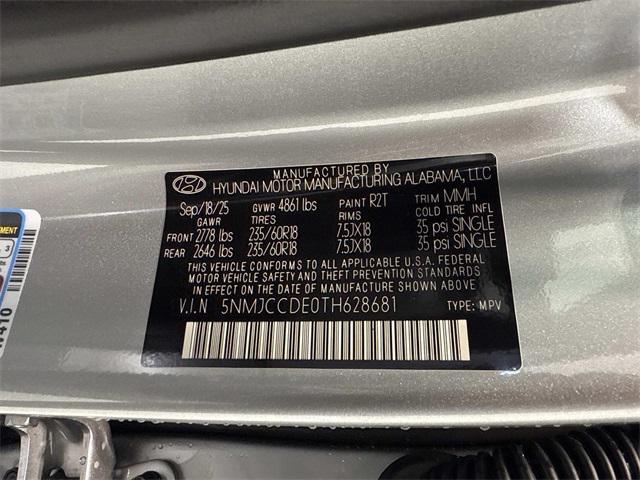 MANUFACTURED BY
HYUNDAI MOTOR MANUFACTURING ALABAMA, LLC
Sep/18/25 GVWR 4861 lbs PAINT R2T TRIM MMH
GAWR TIRES RIMS COLD TIRE INFL
FRONT 2778 lbs 235/60R18 7.5JX18 35 psi SINGLE
REAR 2646 lbs 235/60R18 7.5JX18 35 psi SINGLE
THIS VEHICLE CONFORMS TO ALL APPLICABLE U.S.A. FEDERAL
MOTOR VEHICLE SAFETY AND THEFT PREVENTION STANDARDS
IN EFFECT ON THE DATE OF MANUFACTURE SHOWN ABOVE
V.I.N 5NMJCCDE0TH628681 TYPE: MPV